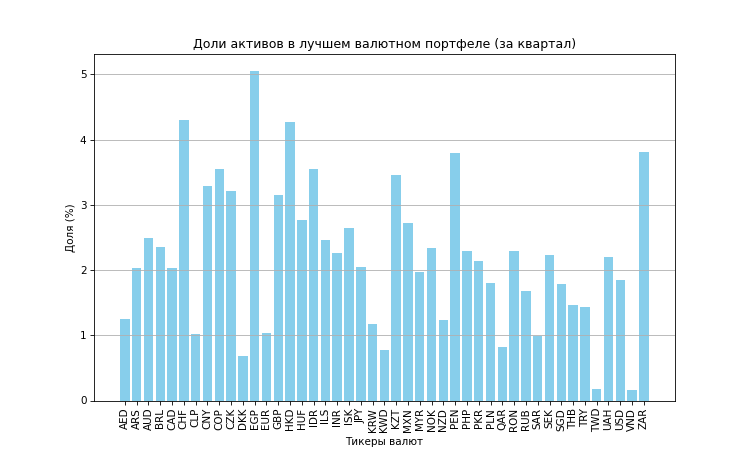 Доли активов в лучшем валютном портфеле (за квартал)
Доля (%)
5
4
3
2
1
0
AED ARS AUD BRL CAD CHF CLP CNY COP CZK DKK EGP EUR GBP HKD HUF IDR ILS INR ISK JPY KRW KWD KZT MXN MYR NOK NZD PEN PHP PKR PLN QAR RON RUB SAR SEK SGD THB TRY TWD UAH USD VND ZAR
Тикеры валют